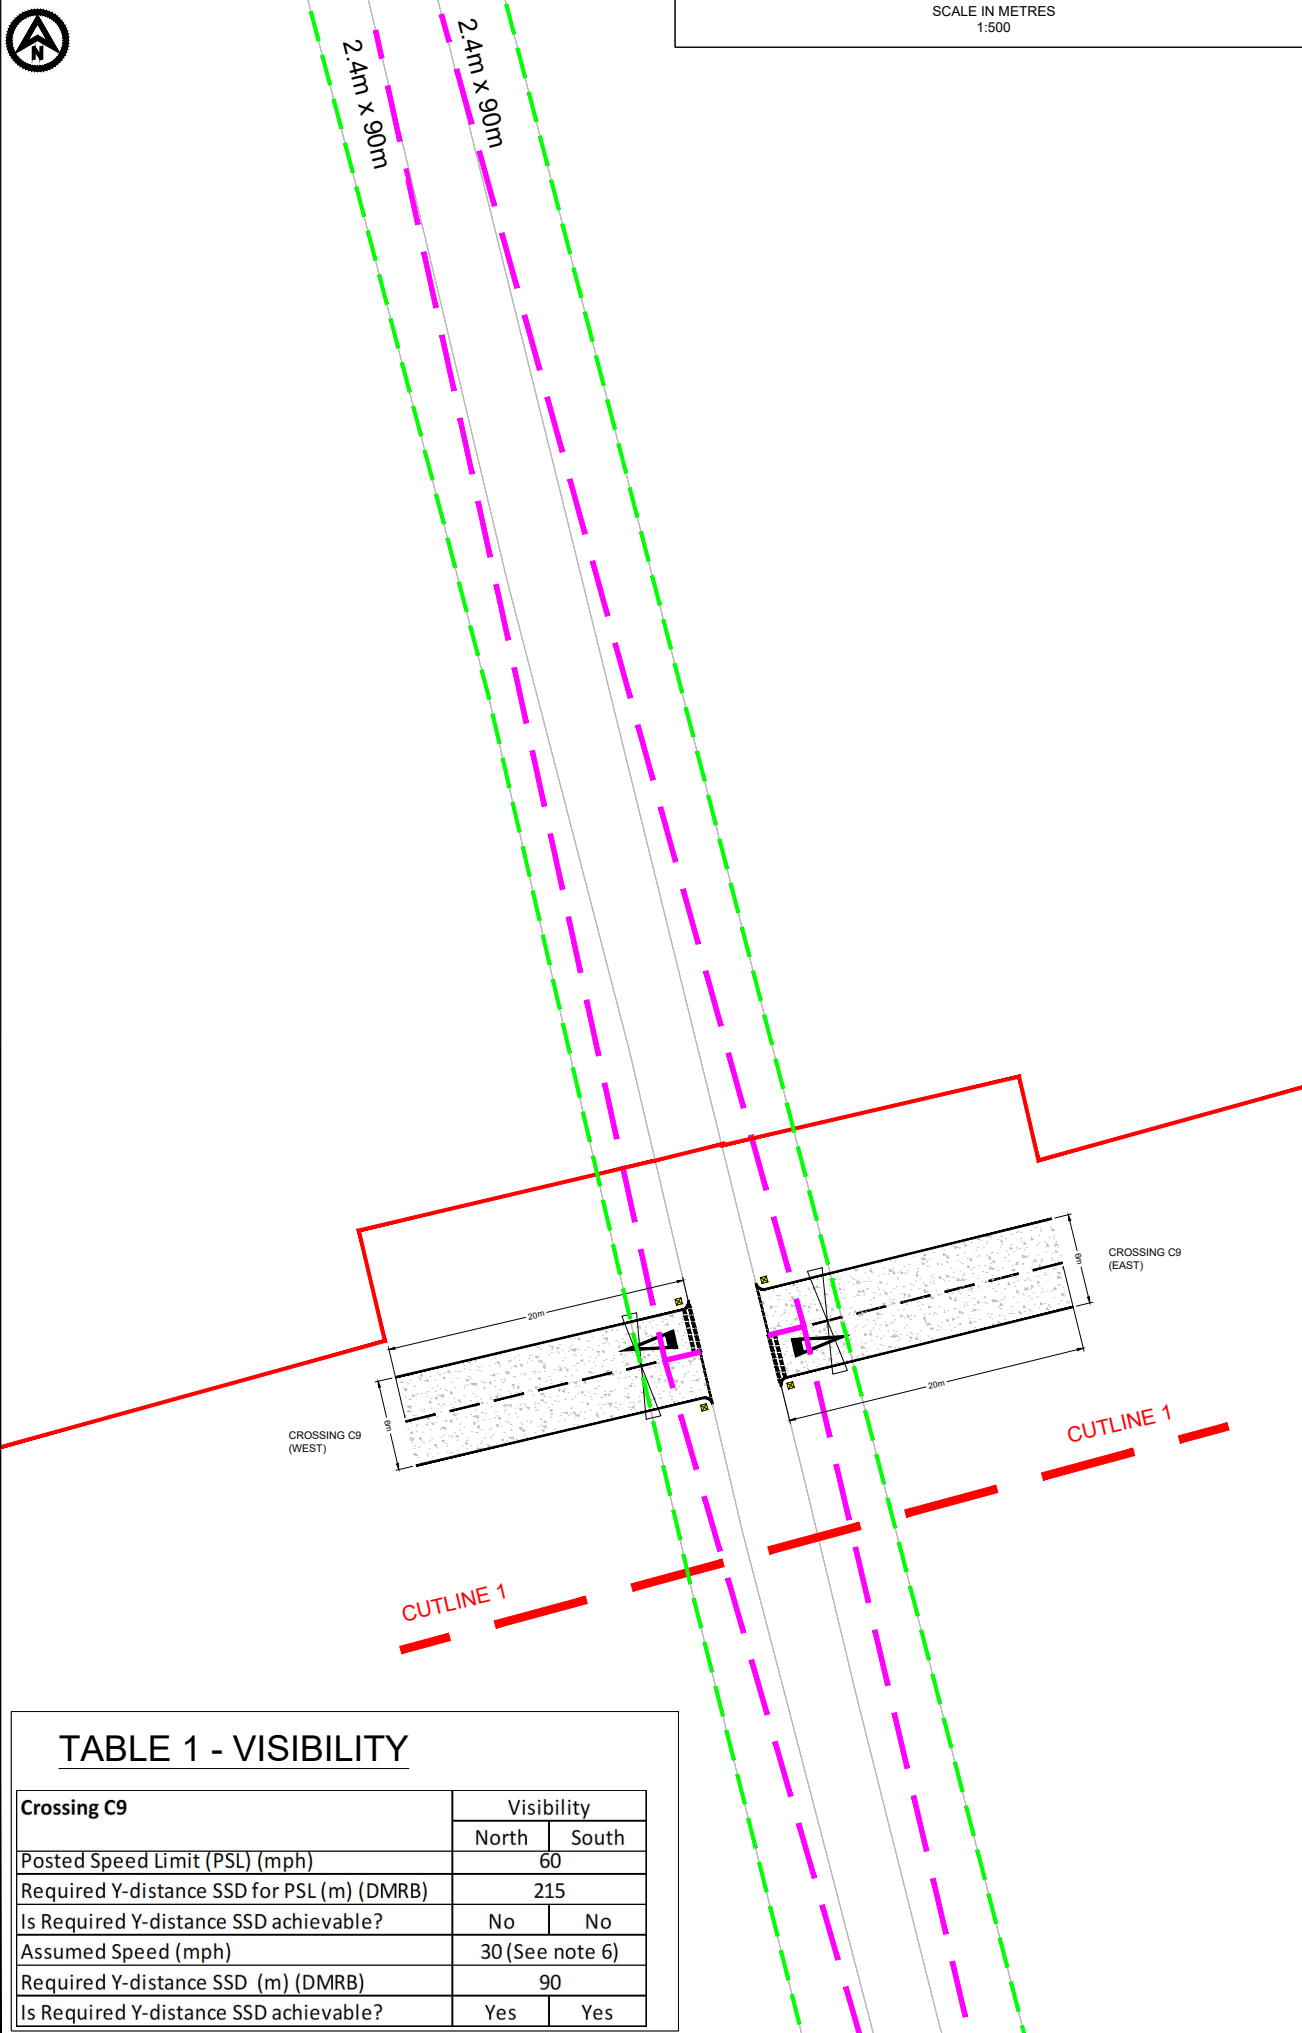 N
SCALE IN METRES
1:500
2.4m x 90m
2.4m x 90m
CROSSING C9
(EAST)
6m
20m
20m
6m
CROSSING C9
(WEST)
CUTLINE 1
CUTLINE 1
TABLE 1 - VISIBILITY
Crossing C9 Visibility
North South
Posted Speed Limit (PSL) (mph) 60
Required Y-distance SSD for PSL (m) (DMRB) 215
Is Required Y-distance SSD achievable? No No
Assumed Speed (mph) 30 (See note 6)
Required Y-distance SSD (m) (DMRB) 90
Is Required Y-distance SSD achievable? Yes Yes